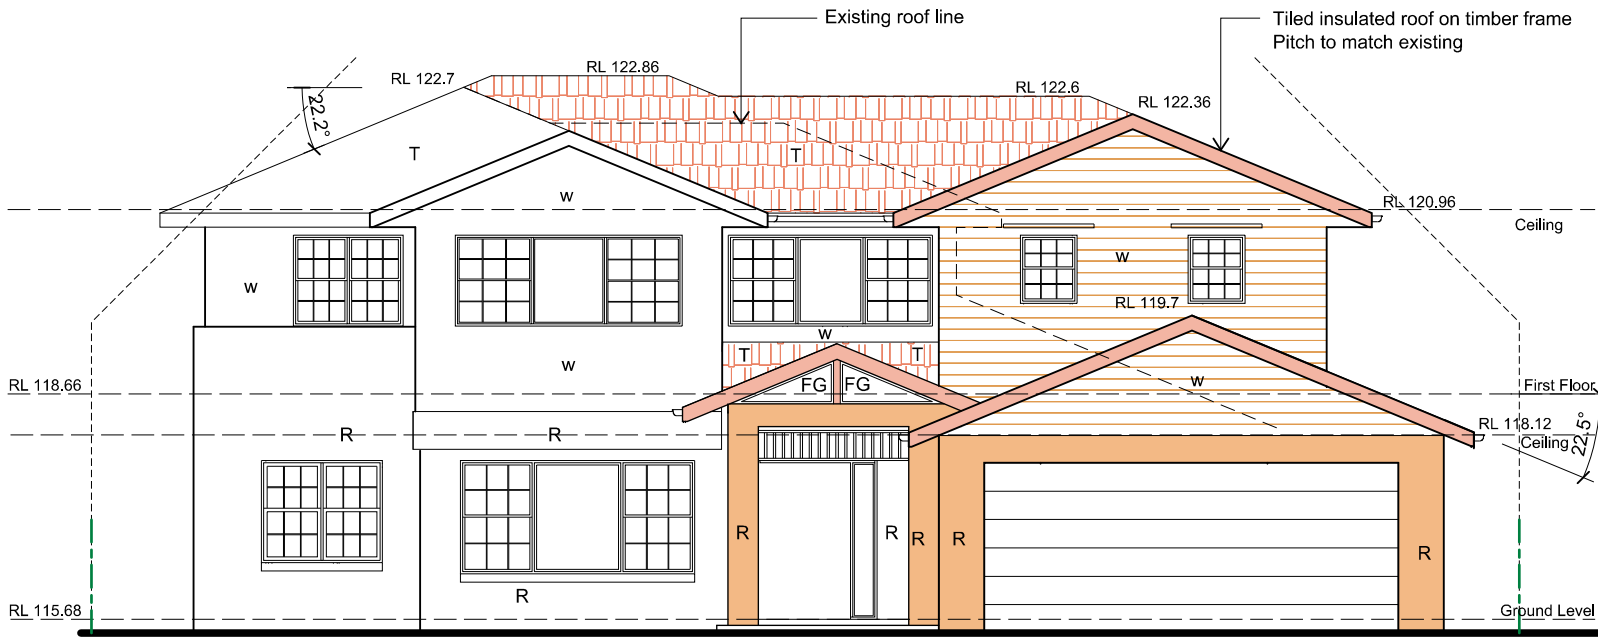 Existing roof line
Tiled insulated roof on timber frame
Pitch to match existing
RL 122.86
RL 122.7
RL 122.6
RL 122.36
22.2°
T
T
w
RL 120.96
Ceiling
w
w
RL 119.7
w
T
T
w
FG
FG
w
RL 118.66
First Floor
RL 118.12
Ceiling
22.5°
R
R
R
R
R
R
R
R
RL 115.68
Ground Level